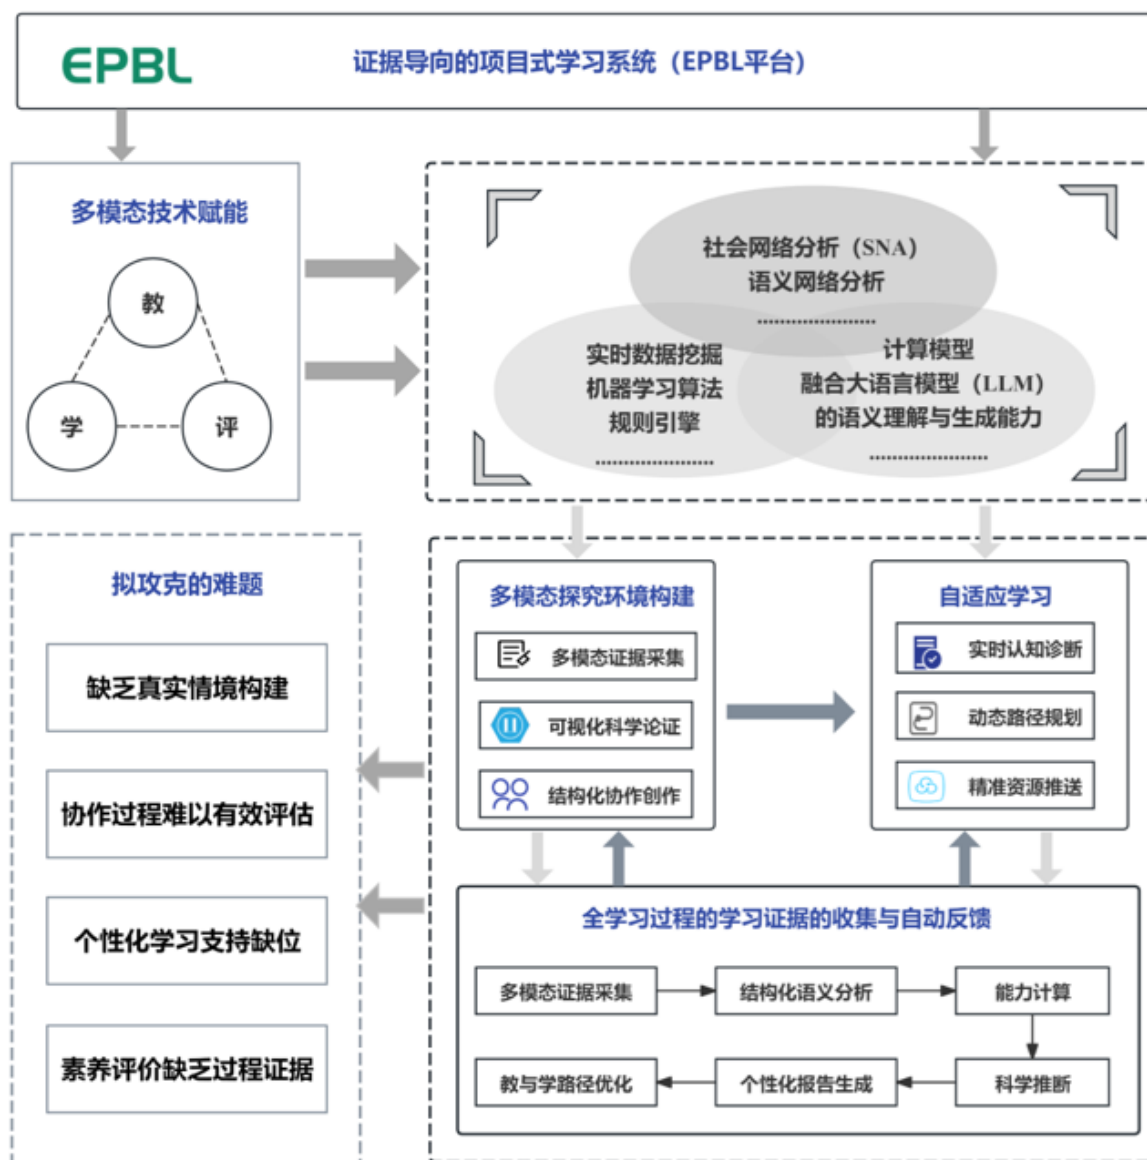 EPBL
证据导向的项目式学习系统（EPBL平台）
多模态技术赋能
教
学
评
社会网络分析（SNA）
语义网络分析
.....................
实时数据挖掘
机器学习算法
规则引擎
.....................
计算模型
融合大语言模型（LLM）
的语义理解与生成能力
.....................
拟攻克的难题
缺乏真实情境构建
协作过程难以有效评估
个性化学习支持缺位
素养评价缺乏过程证据
多模态探究环境构建
多模态证据采集
可视化科学论证
结构化协作创作
自适应学习
实时认知诊断
动态路径规划
精准资源推送
全学习过程的学习证据的收集与自动反馈
多模态证据采集
结构化语义分析
能力计算
科学推断
个性化报告生成
教与学路径优化